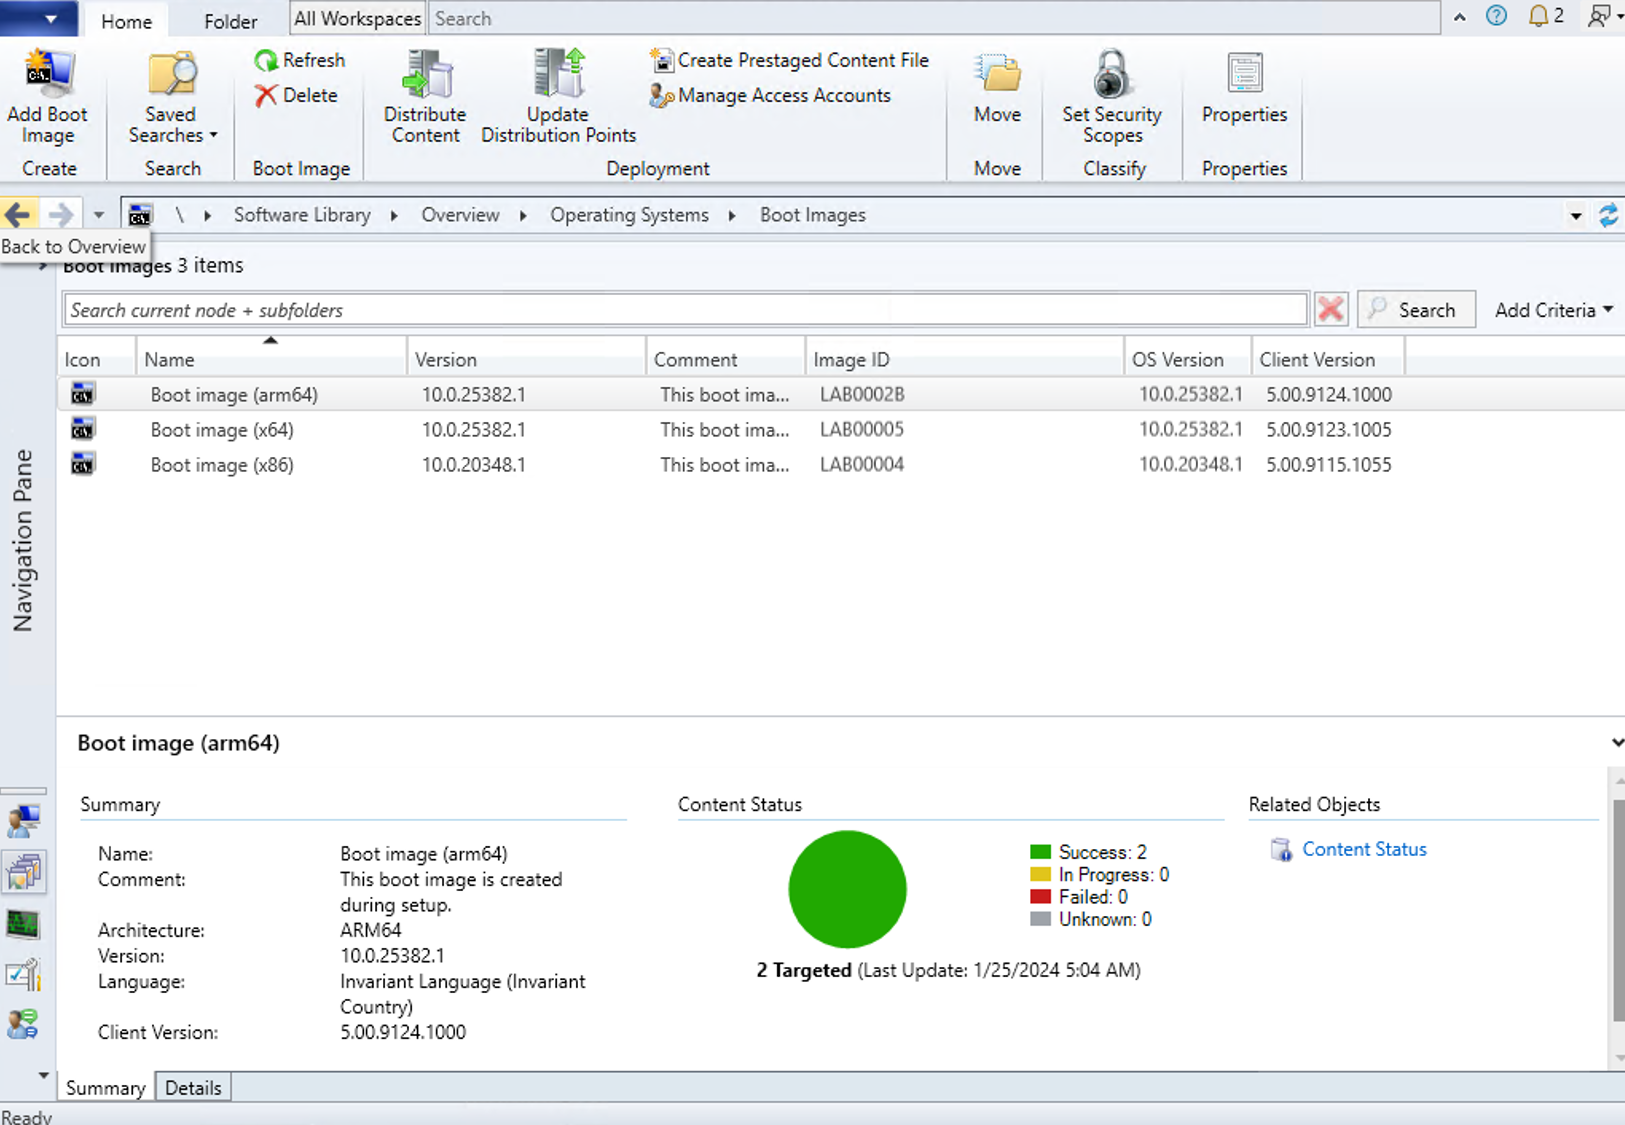 Home
Folder
All Workspaces
Search
2
Add Boot
Image
Create
Saved
Searches
Search
Refresh
Delete
Boot Image
Distribute
Content
Update
Distribution Points
Create Prestaged Content File
Manage Access Accounts
Deployment
Move
Move
Set Security
Scopes
Classify
Properties
Properties
\ Software Library Overview Operating Systems Boot Images
Back to Overview
Boot Images 3 items
Search current node + subfolders
Search
Add Criteria
Icon Name Version Comment Image ID OS Version Client Version
Boot image (arm64) 10.0.25382.1 This boot ima... LAB0002B 10.0.25382.1 5.00.9124.1000
Boot image (x64) 10.0.25382.1 This boot ima... LAB00005 10.0.25382.1 5.00.9123.1005
Boot image (x86) 10.0.20348.1 This boot ima... LAB00004 10.0.20348.1 5.00.9115.1055
Navigation Pane
Boot image (arm64)
Summary
Name: Boot image (arm64)
Comment: This boot image is created
during setup.
Architecture: ARM64
Version: 10.0.25382.1
Language: Invariant Language (Invariant
Country)
Client Version: 5.00.9124.1000
Content Status
Success: 2
In Progress: 0
Failed: 0
Unknown: 0
2 Targeted (Last Update: 1/25/2024 5:04 AM)
Related Objects
Content Status
Summary
Details
Ready